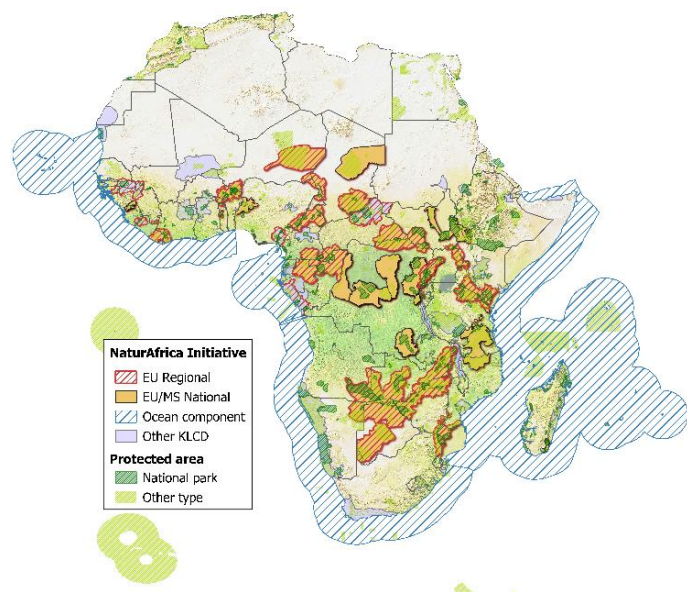 NaturAfrica Initiative
EU Regional
EU/MS National
Ocean component
Other KLCD
Protected area
National park
Other type